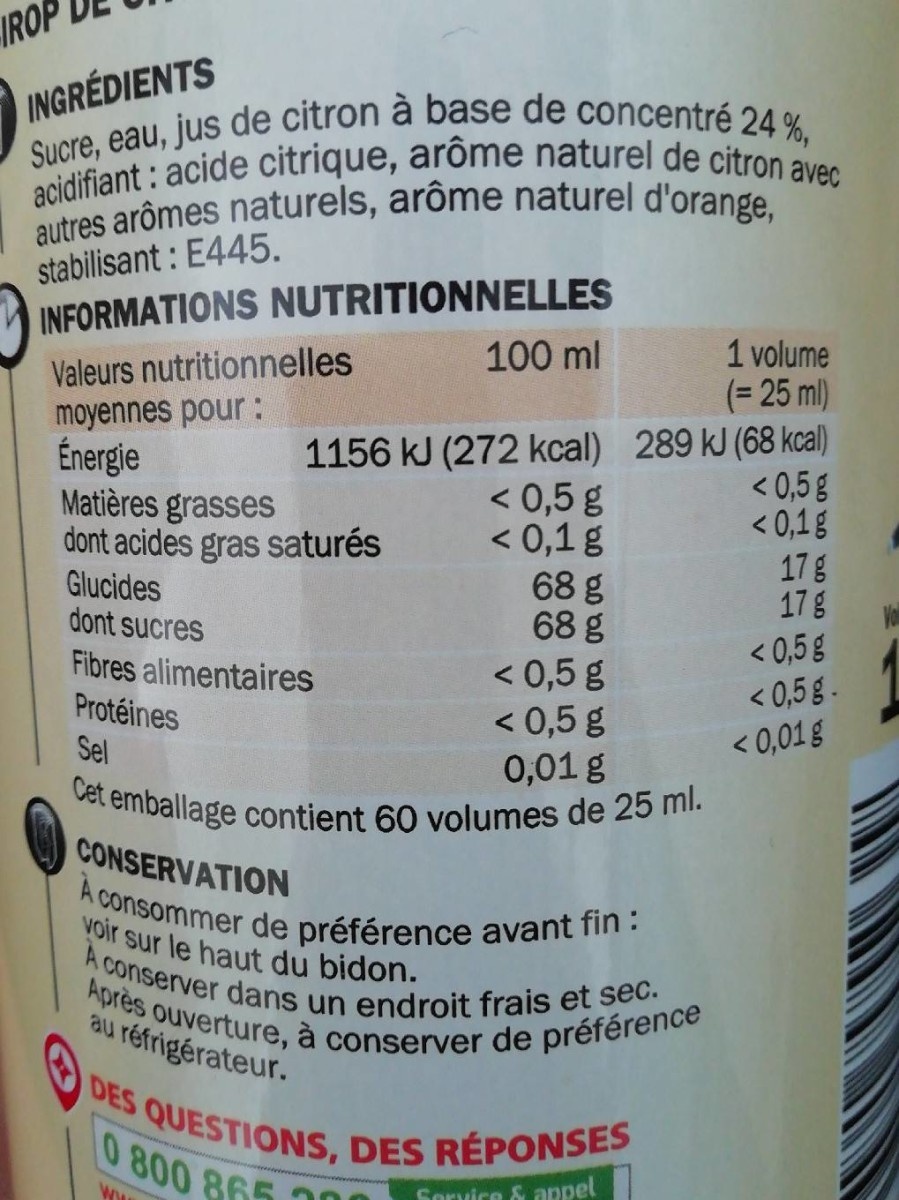 INGRÉDIENTS
Sucre, eau, jus de citron à base de concentré 24 %,
acidifiant : acide citrique, arôme naturel de citron avec
autres arômes naturels, arôme naturel d'orange,
stabilisant : E445.
INFORMATIONS NUTRITIONNELLES
Valeurs nutritionnelles 100 ml 1 volume
moyennes pour : (= 25 ml)
Énergie 1156 kJ (272 kcal) 289 kJ (68 kcal)
Matières grasses < 0,5 g < 0,5 g
dont acides gras saturés < 0,1 g < 0,1 g
Glucides 68 g 17 g
dont sucres 68 g 17 g
Fibres alimentaires < 0,5 g < 0,5 g
Protéines < 0,5 g < 0,5 g
Sel 0,01 g < 0,01 g
Cet emballage contient 60 volumes de 25 ml.
CONSERVATION
À consommer de préférence avant fin :
voir sur le haut du bidon.
À conserver dans un endroit frais et sec.
Après ouverture, à conserver de préférence
au réfrigérateur.
DES QUESTIONS, DES RÉPONSES
0 800 865 Service & appel